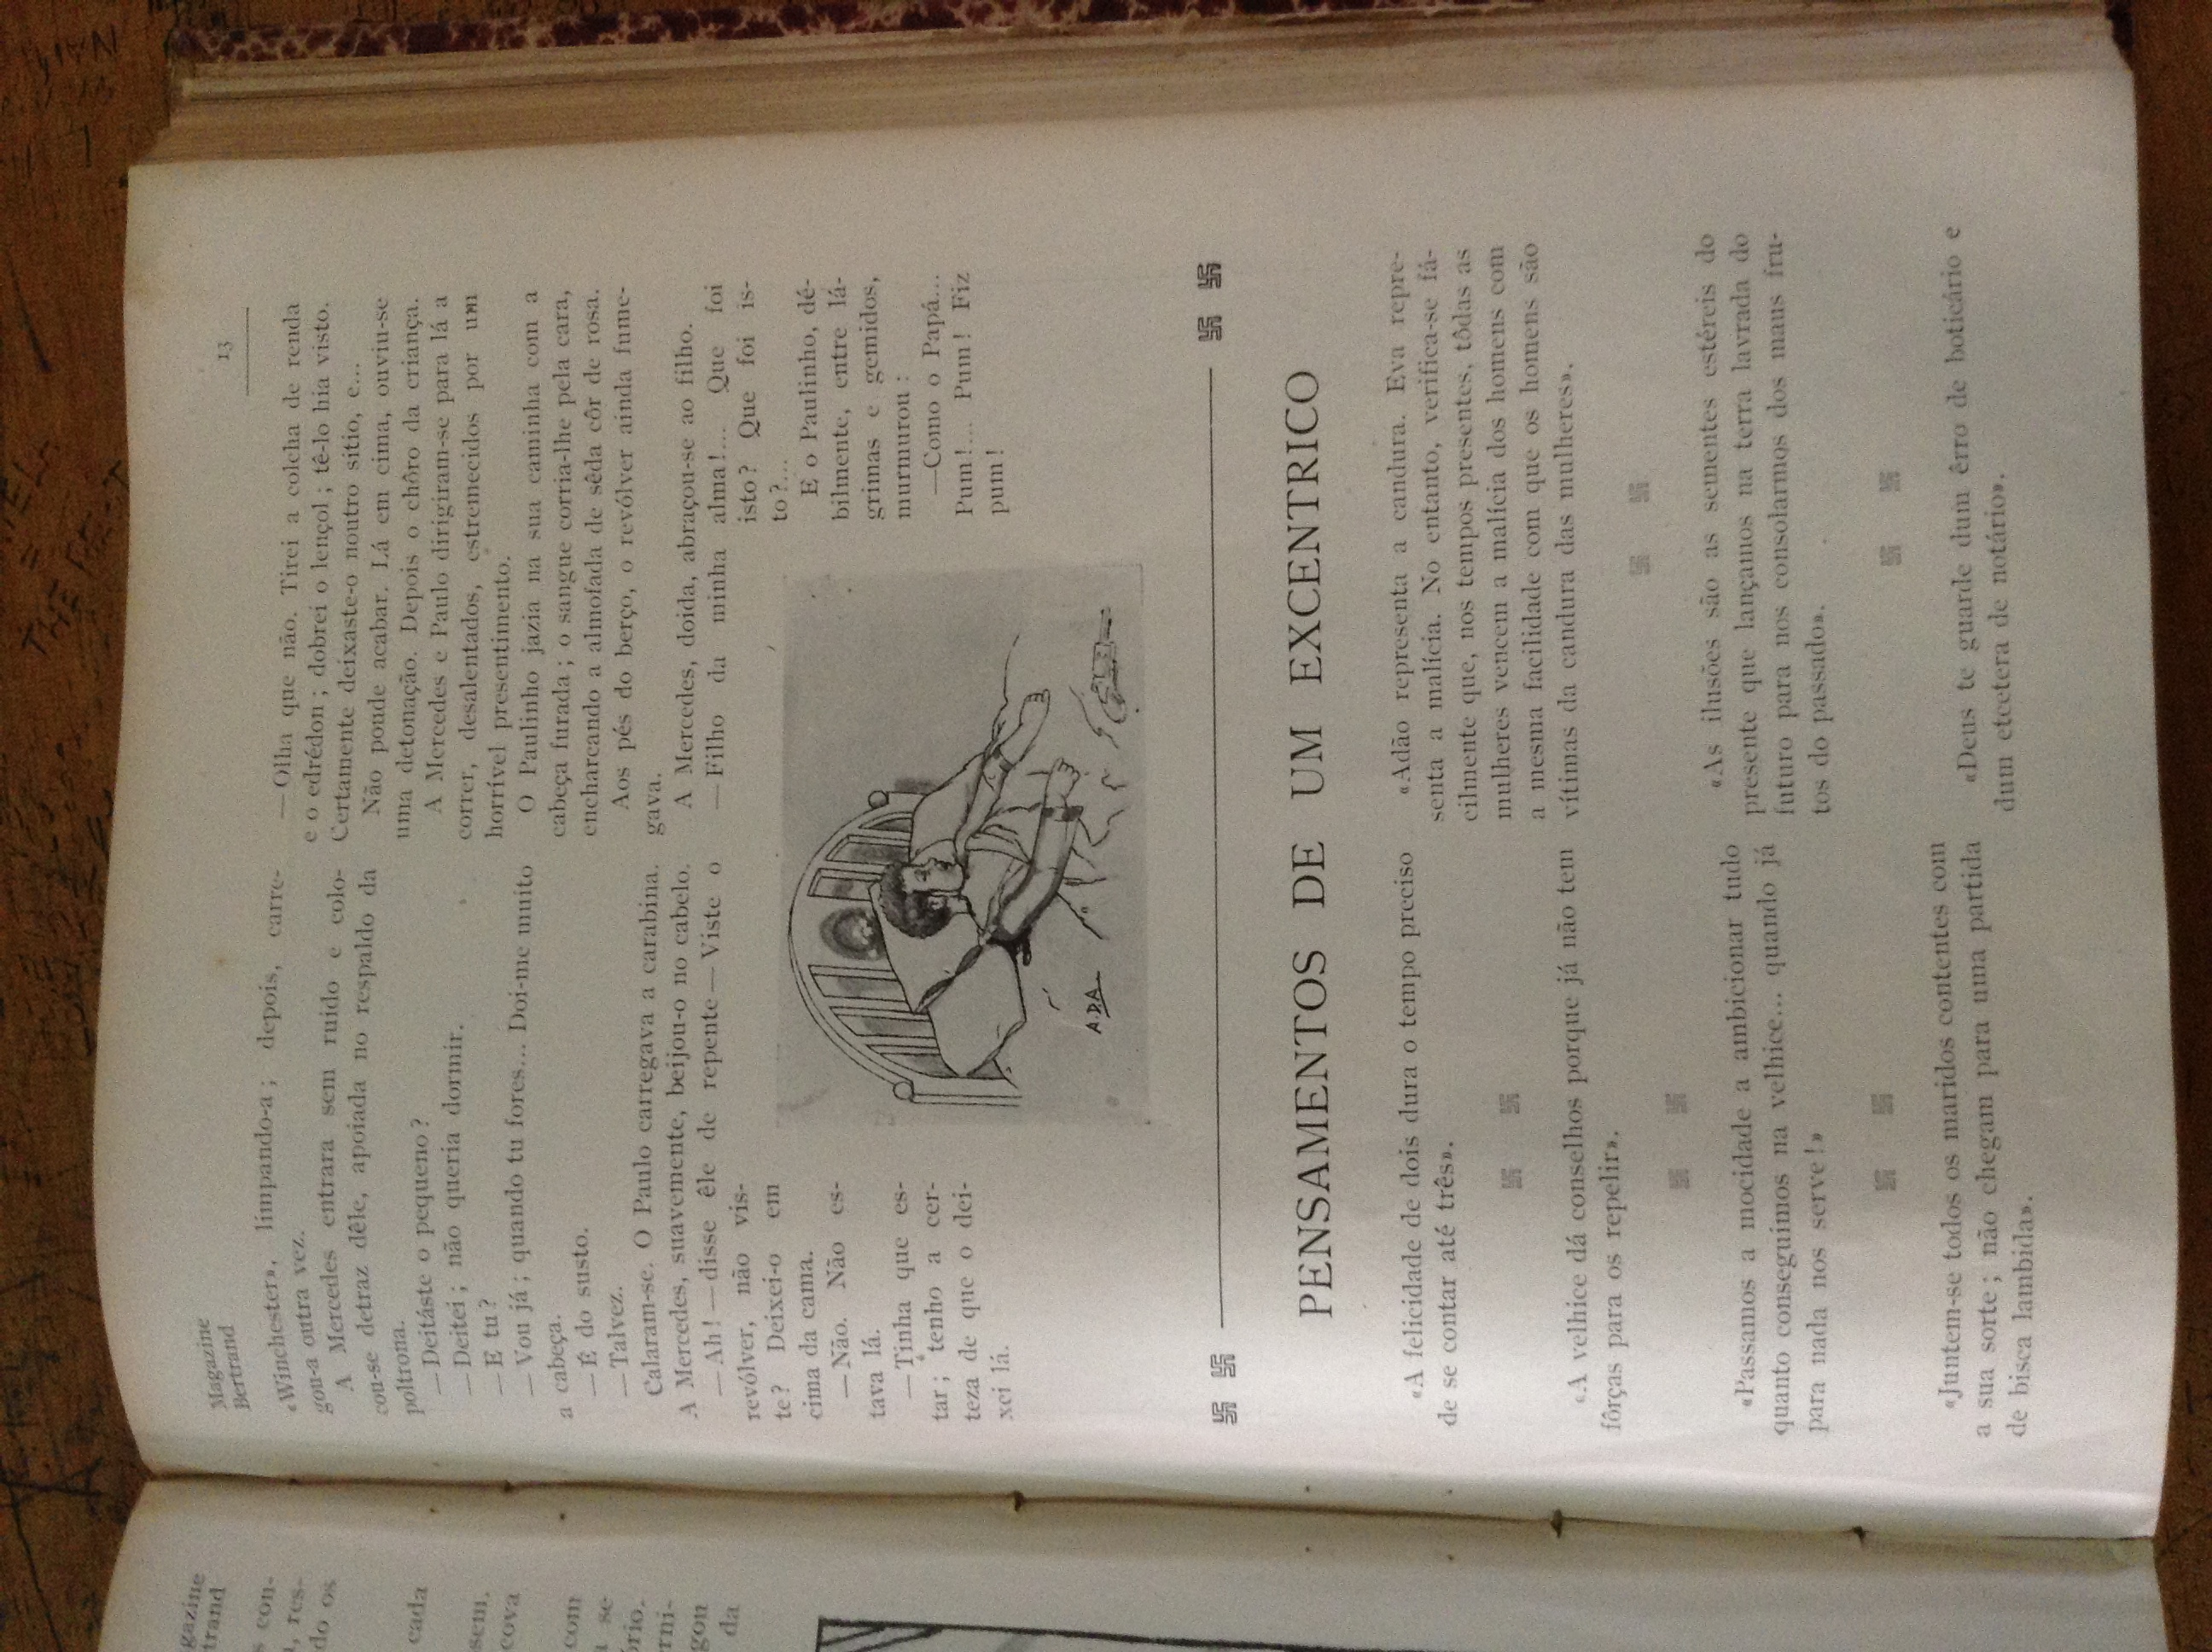 Magazine
Bertrand
13
«Winchester», limpando-a; depois, carre-
gou-a outra vez.
A Mercedes entrara sem ruido e colo-
cou-se detraz dêle, apoiada no respaldo da
poltrona.
—Deitáste o pequeno?
—Deitei; não queria dormir.
—E tu?
—Vou já; quando tu fores... Doi-me muito
a cabeça.
—É do susto.
—Talvez.
Calaram-se. O Paulo carregava a carabina.
A Mercedes, suavemente, beijou-o no cabelo.
—Ah!—disse êle de repente—Viste o
revólver, não vis-
te? Deixei-o em
cima da cama.
—Não. Não es-
tava lá.
—Tinha que es-
tar; tenho a cer-
teza de que o dei-
xei lá.
—Olha que não. Tirei a colcha de renda
e o edrédon; dobrei o lençol; tê-lo hia visto.
Certamente deixaste-o noutro sitio, e...
Não poude acabar. Lá em cima, ouviu-se
uma detonação. Depois o chôro da criança.
A Mercedes e Paulo dirigiram-se para lá a
correr, desalentados, estremecidos por um
horrível presentimento.
O Paulinho jazia na sua caminha com a
cabeça furada; o sangue corria-lhe pela cara,
encharcando a almofada de sêda côr de rosa.
Aos pés do berço, o revólver ainda fume-
gava.
A Mercedes, doida, abraçou-se ao filho.
—Filho da minha alma!... Que foi
isto? Que foi is-
to?...
E o Paulinho, dé-
bilmente, entre lá-
grimas e gemidos,
murmurou:
—Como o Papá...
Pum!... Pum! Fiz
pum!
A.D.A.
PENSAMENTOS DE UM EXCENTRICO
«A felicidade de dois dura o tempo preciso
de se contar até três».
«A velhice dá conselhos porque já não tem
fôrças para os repelir».
«Passamos a mocidade a ambicionar tudo
quanto conseguimos na velhice... quando já
para nada nos serve!»
«Juntem-se todos os maridos contentes com
a sua sorte; não chegam para uma partida
de bisca lambida».
«Adão representa a candura. Eva repre-
senta a malícia. No entanto, verifica-se fá-
cilmente que, nos tempos presentes, tôdas as
mulheres vencem a malícia dos homens com
a mesma facilidade com que os homens são
vítimas da candura das mulheres».
«As ilusões são as sementes estéreis do
presente que lançamos na terra lavrada do
futuro para nos consolarmos dos maus fru-
tos do passado».
«Deus te guarde dum êrro de boticário e
dum etcetera de notário».